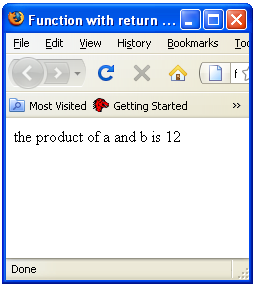 Function with return ...
File Edit View History Bookmarks Too
f
Most Visited Getting Started »
the product of a and b is 12
Done